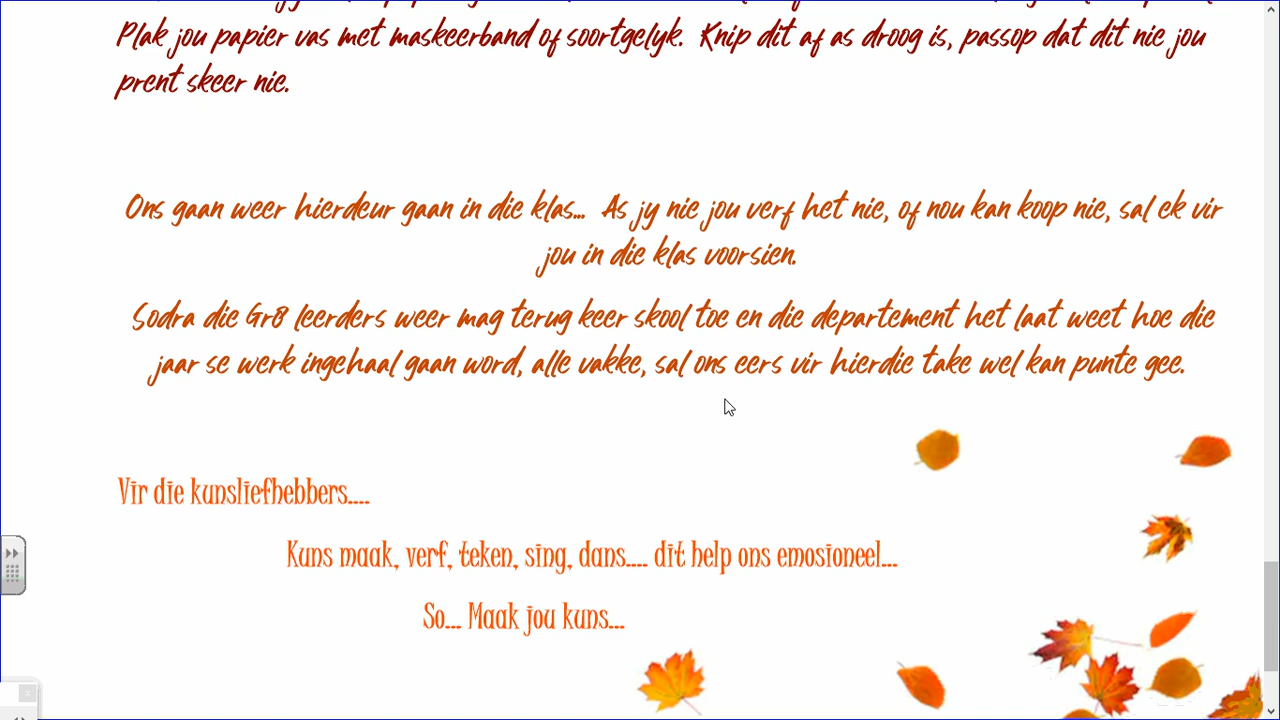 Plak jou papier vas met maskeerband of soortgelyk. Knip dit af as droog is, passop dat dit nie jou
prent skeer nie.
Ons gaan weer hierdeur gaan in die klas... As jy nie jou verf het nie, of nou kan koop nie, sal ek vir
jou in die klas voorsien.
Sodra die Gr8 leerders weer mag terug keer skool toe en die departement het laat weet hoe die
jaar se werk ingehaal gaan word, alle vakke, sal ons eers vir hierdie take wel kan punte gee.
Vir die kunsliefhebbers....
Kuns maak, verf, teken, sing, dans.... dit help ons emosioneel...
So... Maak jou kuns...